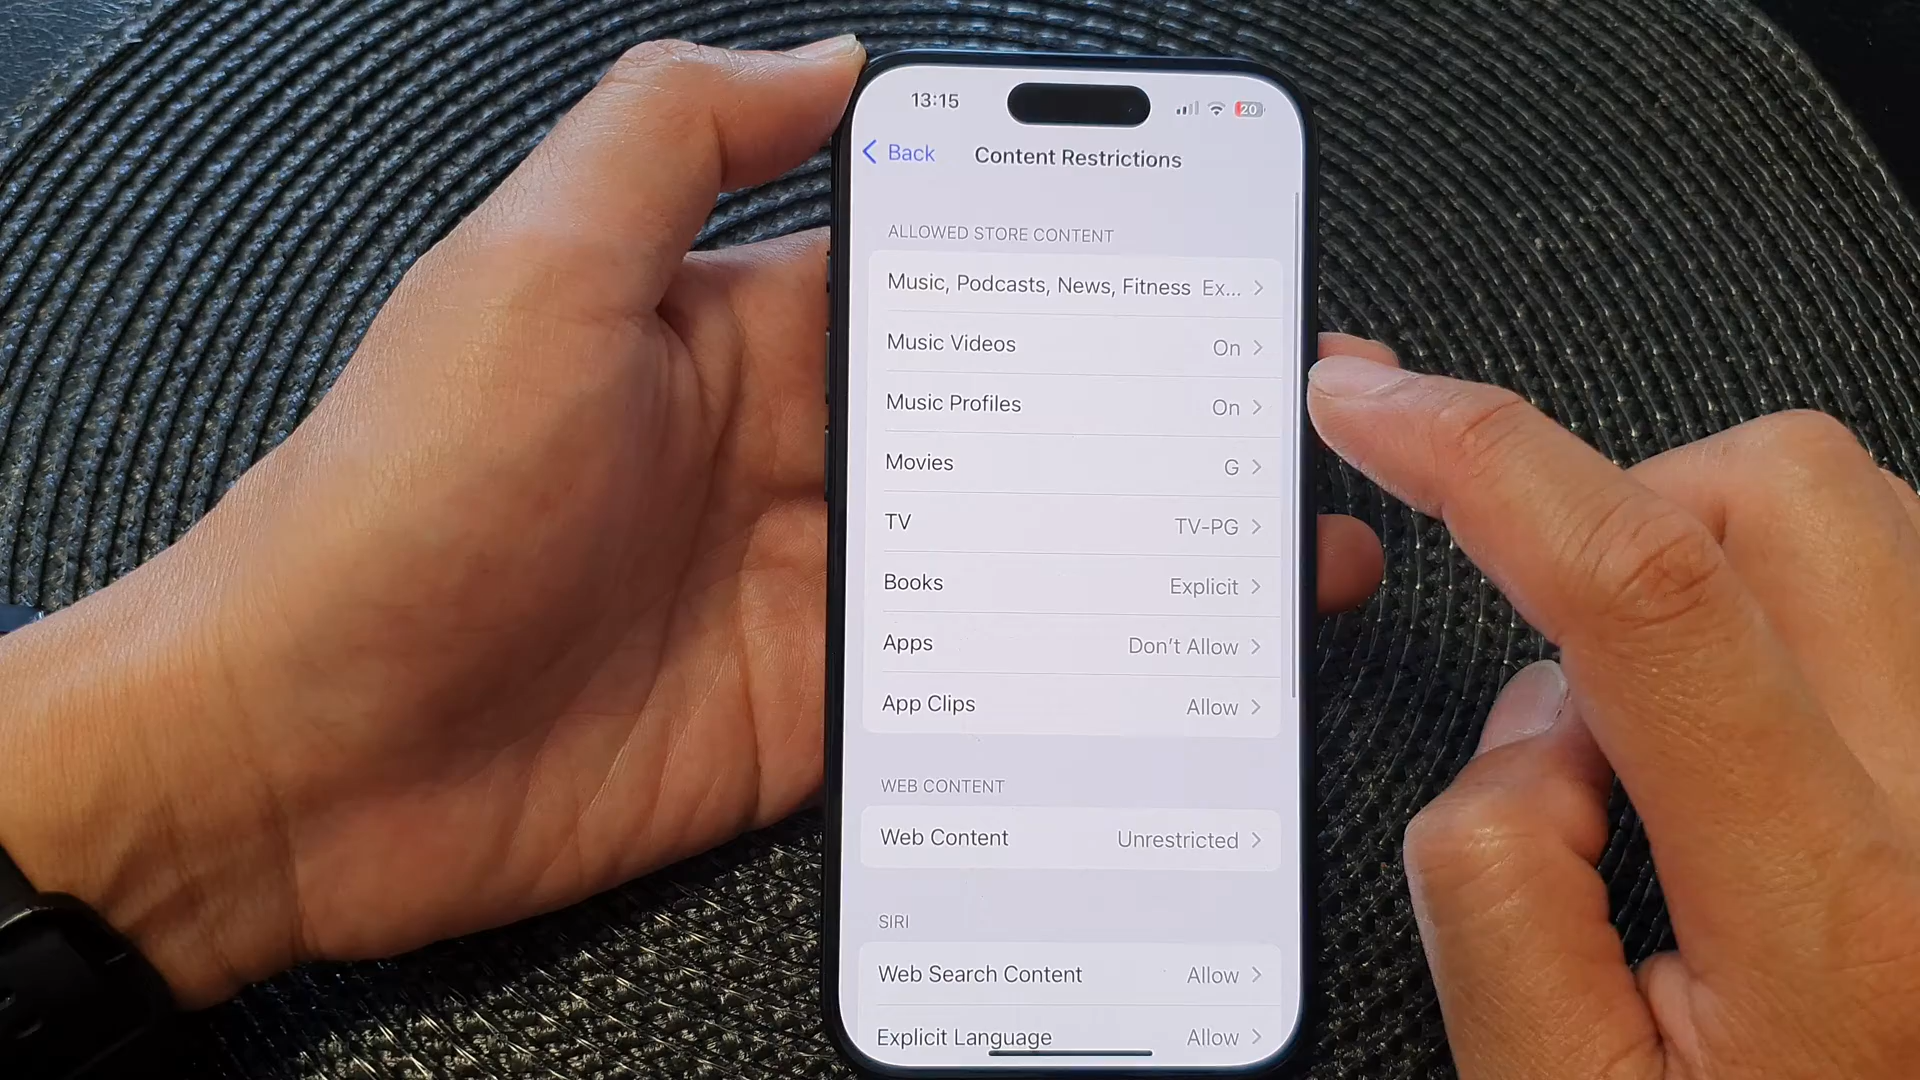 13:15 20
Back Content Restrictions
ALLOWED STORE CONTENT
Music, Podcasts, News, Fitness Ex...
Music Videos On
Music Profiles On
Movies G
TV TV-PG
Books Explicit
Apps Don't Allow
App Clips Allow
WEB CONTENT
Web Content Unrestricted
SIRI
Web Search Content Allow
Explicit Language Allow